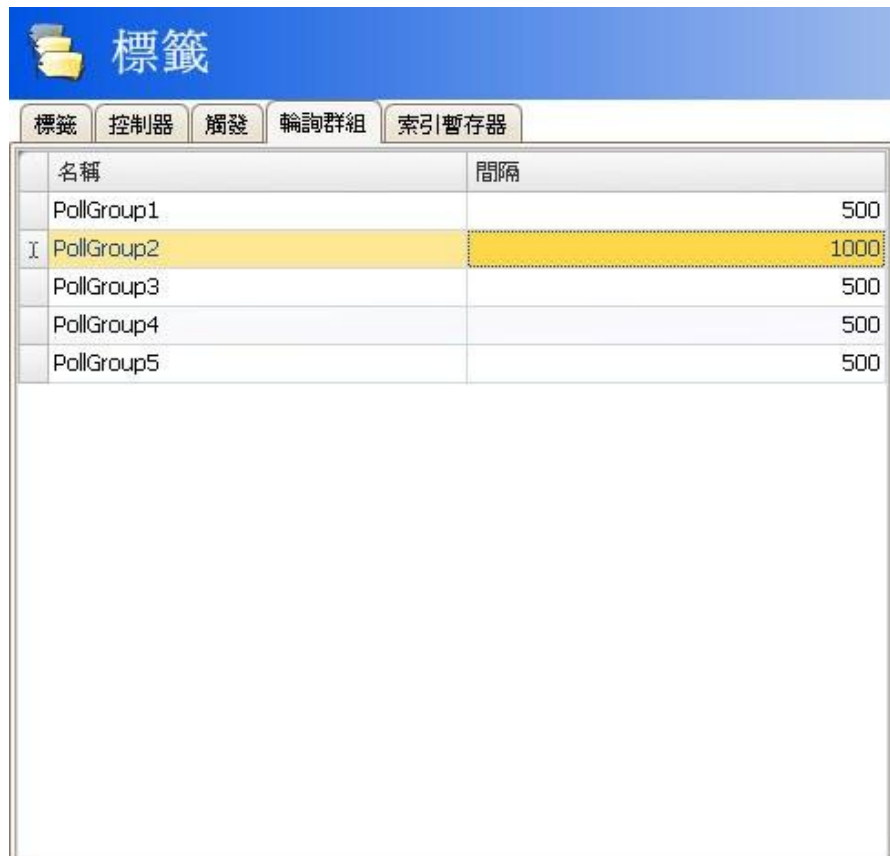 標籤
標籤 控制器 觸發 輪詢群組 索引暫存器
名稱 間隔
PollGroup1 500
PollGroup2 1000
PollGroup3 500
PollGroup4 500
PollGroup5 500